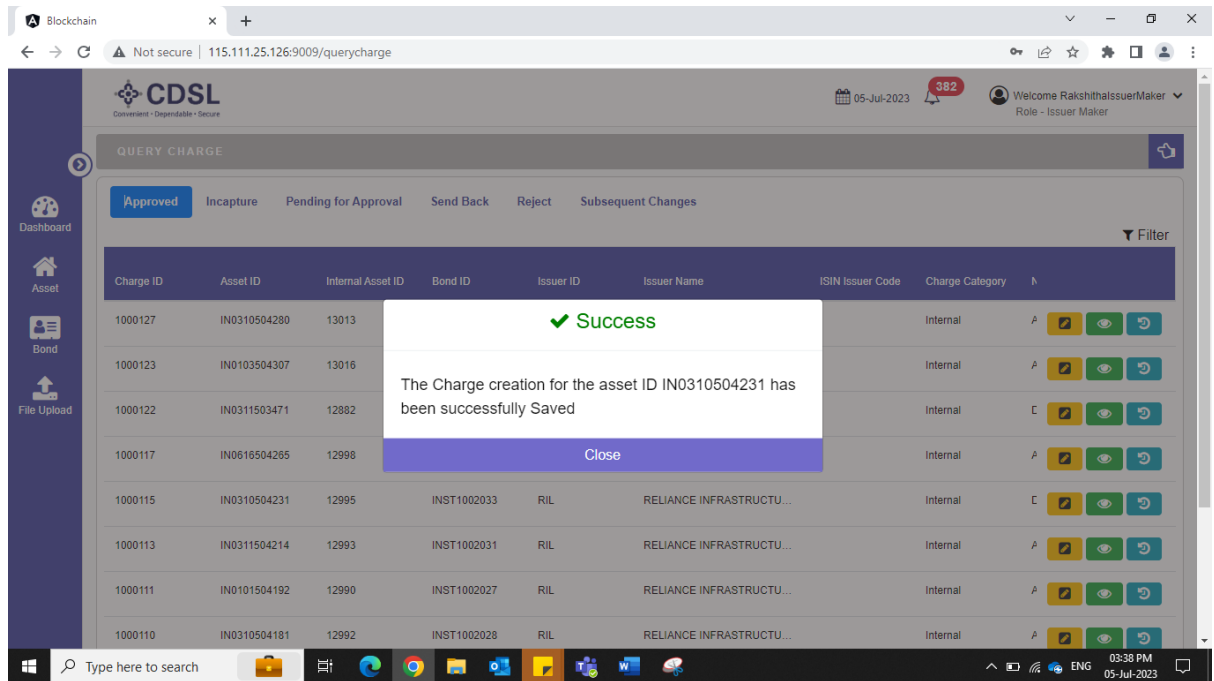 Blockchain
Not secure | 115.111.25.126:9009/querycharge
CDSL
Convenient • Dependable • Secure
05-Jul-2023
382
Welcome RakshithaIssuerMaker
Role - Issuer Maker
QUERY CHARGE
Dashboard
Asset
Bond
File Upload
Approved Incapture Pending for Approval Send Back Reject Subsequent Changes
Filter
Charge ID Asset ID Internal Asset ID Bond ID Issuer ID Issuer Name ISIN Issuer Code Charge Category N
1000127 IN0310504280 13013 Internal A
1000123 IN0103504307 13016 Internal A
1000122 IN0311503471 12882 Internal D
1000117 IN0616504265 12998 Internal A
1000115 IN0310504231 12995 INST1002033 RIL RELIANCE INFRASTRUCTU... Internal D
1000113 IN0311504214 12993 INST1002031 RIL RELIANCE INFRASTRUCTU... Internal A
1000111 IN0101504192 12990 INST1002027 RIL RELIANCE INFRASTRUCTU... Internal A
1000110 IN0310504181 12992 INST1002028 RIL RELIANCE INFRASTRUCTU... Internal A
Success
The Charge creation for the asset ID IN0310504231 has
been successfully Saved
Close
Type here to search
ENG
03:38 PM
05-Jul-2023